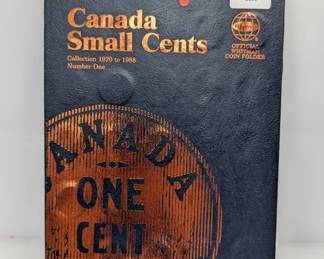 Canada
Small Cents
Collection 1920 to 1988
Number One
OFFICIAL
WHITMAN
COIN FOLDER
CANADA
ONE
CENT